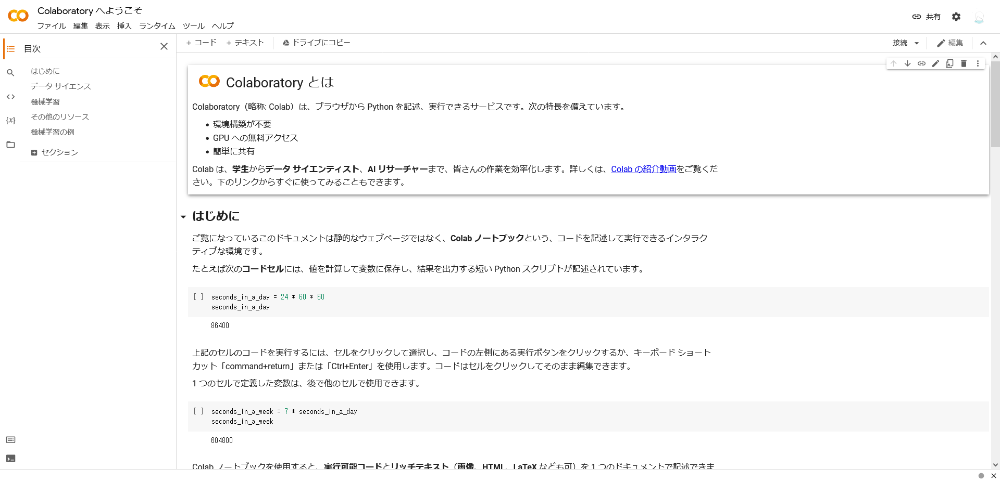 Colaboratory へようこそ
ファイル 編集 表示 挿入 ランタイム ツール ヘルプ
共有
目次
はじめに
データ サイエンス
機械学習
その他のリソース
機械学習の例
セクション
+ コード + テキスト ドライブにコピー
接続 編集
Colaboratory とは
Colaboratory（略称: Colab）は、ブラウザから Python を記述、実行できるサービスです。次の特長を備えています。
• 環境構築が不要
• GPU への無料アクセス
• 簡単に共有
Colab は、学生からデータ サイエンティスト、AI リサーチャーまで、皆さんの作業を効率化します。詳しくは、Colab の紹介動画をご覧くだ
さい。下のリンクからすぐに使ってみることもできます。
はじめに
ご覧になっているこのドキュメントは静的なウェブページではなく、Colab ノートブックという、コードを記述して実行できるインタラク
ティブな環境です。
たとえば次のコードセルには、値を計算して変数に保存し、結果を出力する短い Python スクリプトが記述されています。
[ ] seconds_in_a_day = 24 * 60 * 60
seconds_in_a_day
86400
上記のセルのコードを実行するには、セルをクリックして選択し、コードの左側にある実行ボタンをクリックするか、キーボード ショート
カット「command+return」または「Ctrl+Enter」を使用します。コードはセルをクリックしてそのまま編集できます。
1 つのセルで定義した変数は、後で他のセルで使用できます。
[ ] seconds_in_a_week = 7 * seconds_in_a_day
seconds_in_a_week
604800
Colab ノートブックを使用すると、実行可能コードとリッチテキスト（画像、HTML、LaTeX なども可）を 1 つのドキュメントで記述できま